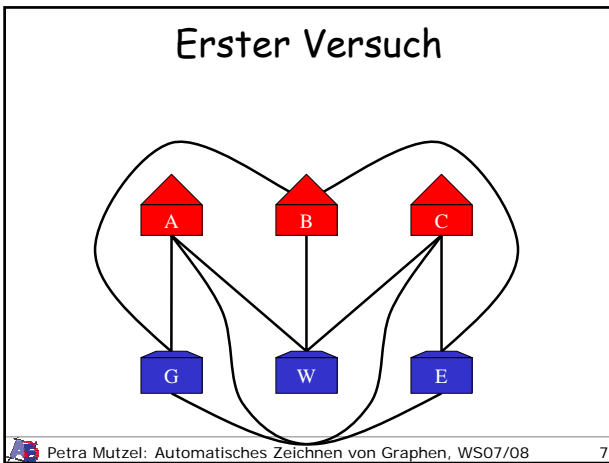 Erster Versuch
A
B
C
G
W
E
Petra Mutzel: Automatisches Zeichnen von Graphen, WS07/08
7